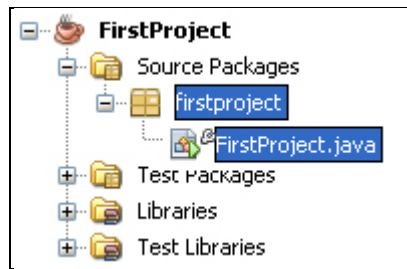 FirstProject
Source Packages
firstproject
FirstProject.java
Test Packages
Libraries
Test Libraries